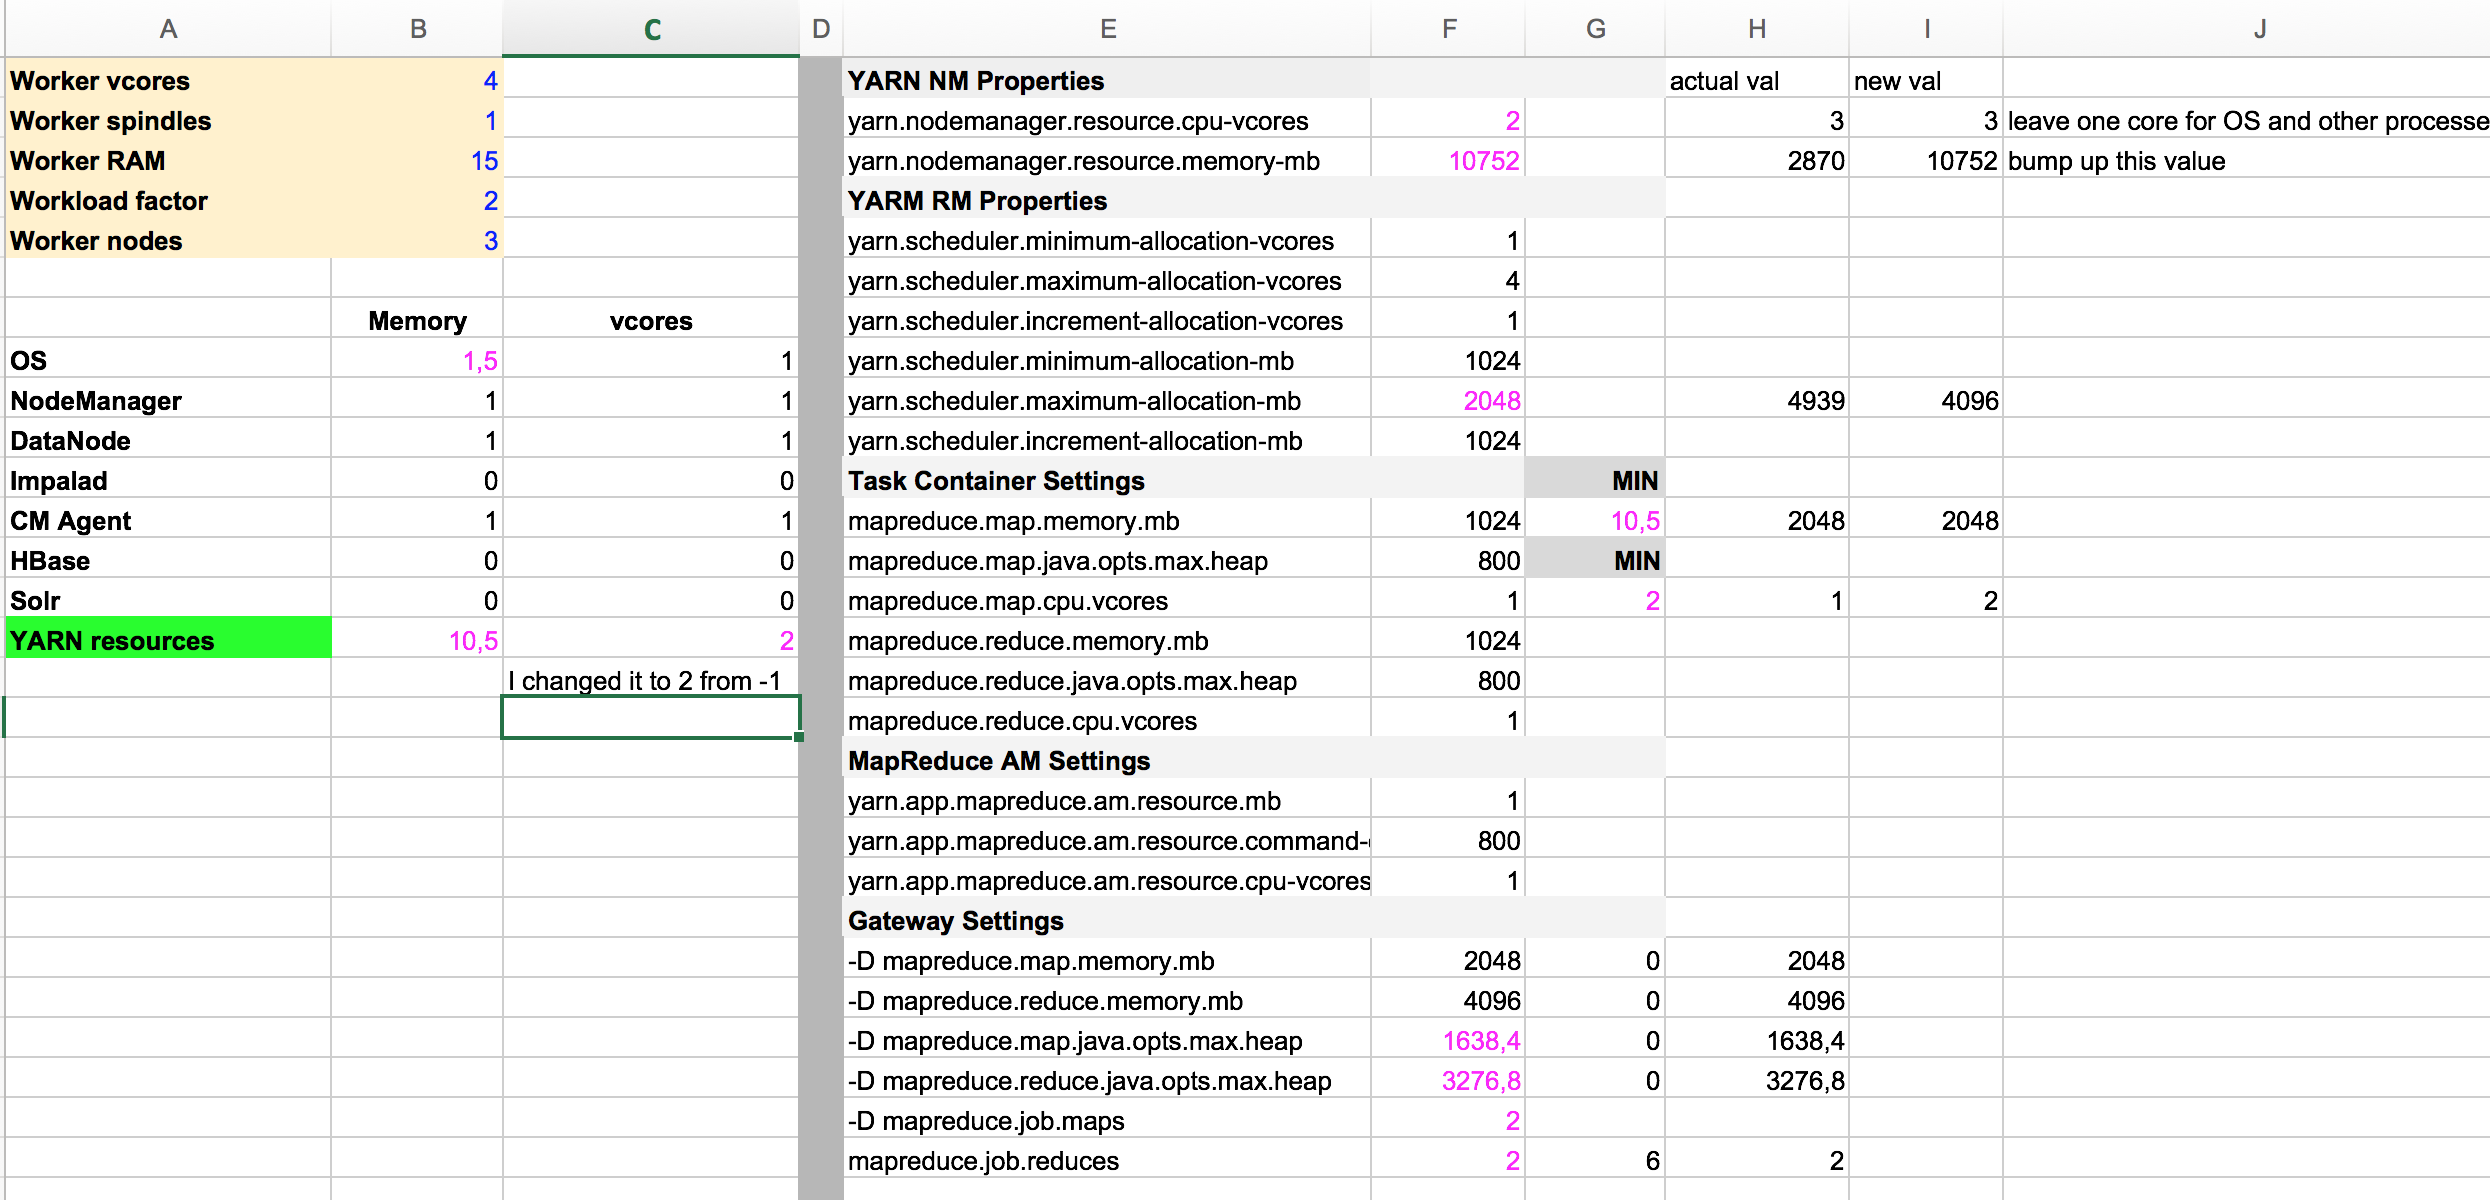 A B C D E F G H I J
Worker vcores 4 YARN NM Properties actual val new val
Worker spindles 1 yarn.nodemanager.resource.cpu-vcores 2 3 3 leave one core for OS and other processe
Worker RAM 15 yarn.nodemanager.resource.memory-mb 10752 2870 10752 bump up this value
Workload factor 2 YARM RM Properties
Worker nodes 3 yarn.scheduler.minimum-allocation-vcores 1
yarn.scheduler.maximum-allocation-vcores 4
Memory vcores yarn.scheduler.increment-allocation-vcores 1
OS 1,5 1 yarn.scheduler.minimum-allocation-mb 1024
NodeManager 1 1 yarn.scheduler.maximum-allocation-mb 2048 4939 4096
DataNode 1 1 yarn.scheduler.increment-allocation-mb 1024
Impalad 0 0 Task Container Settings MIN
CM Agent 1 1 mapreduce.map.memory.mb 1024 10,5 2048 2048
HBase 0 0 mapreduce.map.java.opts.max.heap 800 MIN
Solr 0 0 mapreduce.map.cpu.vcores 1 2 1 2
YARN resources 10,5 2 mapreduce.reduce.memory.mb 1024
I changed it to 2 from -1 mapreduce.reduce.java.opts.max.heap 800
mapreduce.reduce.cpu.vcores 1
MapReduce AM Settings
yarn.app.mapreduce.am.resource.mb 1
yarn.app.mapreduce.am.resource.command- 800
yarn.app.mapreduce.am.resource.cpu-vcores 1
Gateway Settings
-D mapreduce.map.memory.mb 2048 0 2048
-D mapreduce.reduce.memory.mb 4096 0 4096
-D mapreduce.map.java.opts.max.heap 1638,4 0 1638,4
-D mapreduce.reduce.java.opts.max.heap 3276,8 0 3276,8
-D mapreduce.job.maps 2
mapreduce.job.reduces 2 6 2